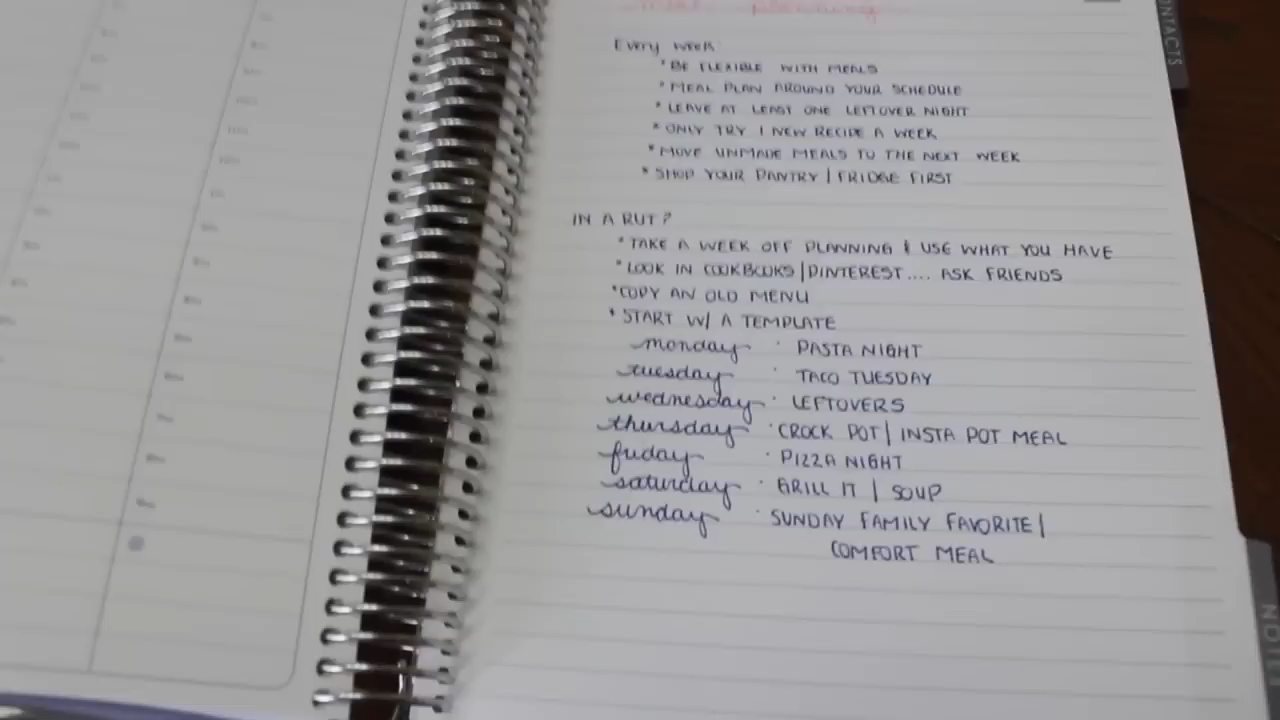 meal planning
Every week
* BE FLEXIBLE WITH MEALS
* MEAL PLAN AROUND YOUR SCHEDULE
* LEAVE AT LEAST ONE LEFTOVER NIGHT
* ONLY TRY 1 NEW RECIPE A WEEK
* MOVE UNMADE MEALS TO THE NEXT WEEK
* SHOP YOUR PANTRY | FRIDGE FIRST
IN A RUT?
* TAKE A WEEK OFF PLANNING & USE WHAT YOU HAVE
* LOOK IN COOKBOOKS | PINTEREST.... ASK FRIENDS
* COPY AN OLD MENU
* START W/ A TEMPLATE
monday · PASTA NIGHT
tuesday · TACO TUESDAY
wednesday · LEFTOVERS
thursday · CROCK POT | INSTA POT MEAL
friday · PIZZA NIGHT
saturday · GRILL IT | SOUP
sunday · SUNDAY FAMILY FAVORITE |
COMFORT MEAL
NTACTS
NOTES